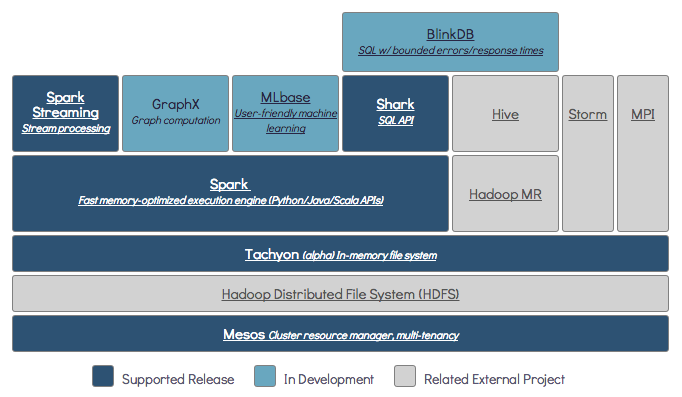 BlinkDB
SQL w/ bounded errors/response times
Spark
Streaming
Stream processing
GraphX
Graph computation
MLbase
User-friendly machine
learning
Shark
SQL API
Hive
Storm
MPI
Spark
Fast memory-optimized execution engine (Python/Java/Scala APIs)
Hadoop MR
Tachyon (alpha) In-memory file system
Hadoop Distributed File System (HDFS)
Mesos Cluster resource manager, multi-tenancy
Supported Release
In Development
Related External Project